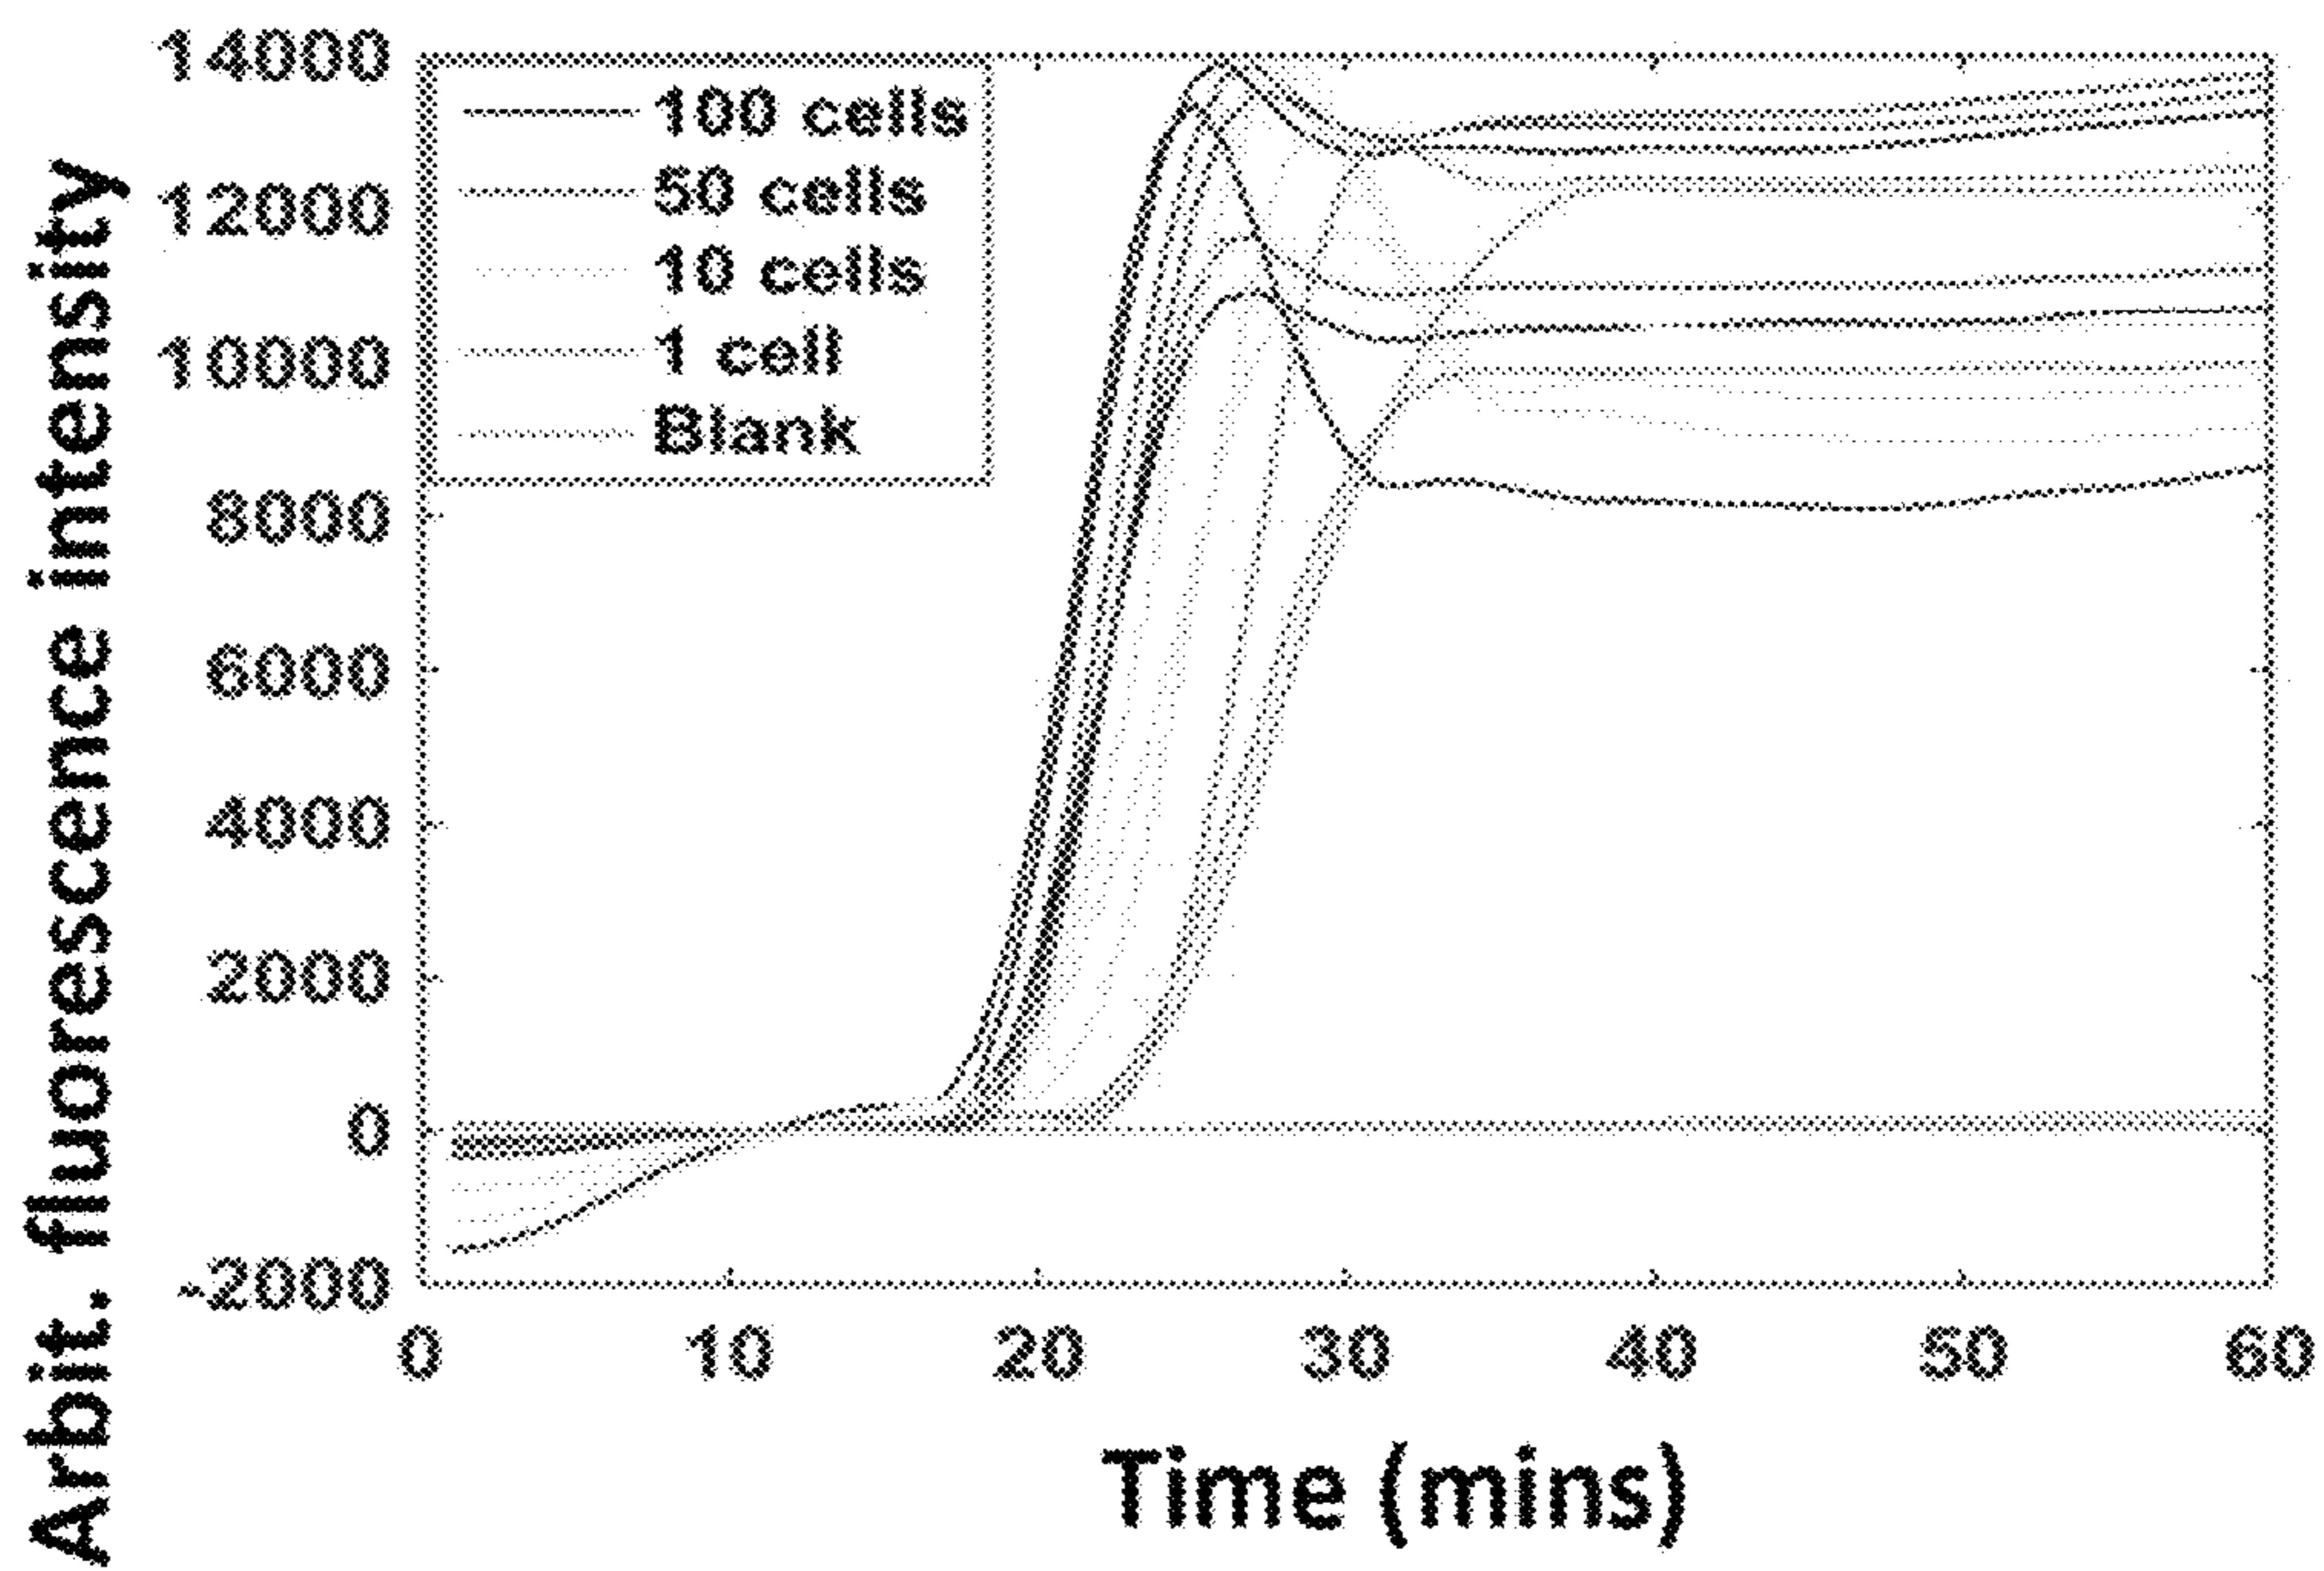 Arbit. fluorescence intensity
14000
12000
10000
8000
6000
4000
2000
0
-2000
100 cells
50 cells
10 cells
1 cell
Blank
0 10 20 30 40 50 60
Time (mins)